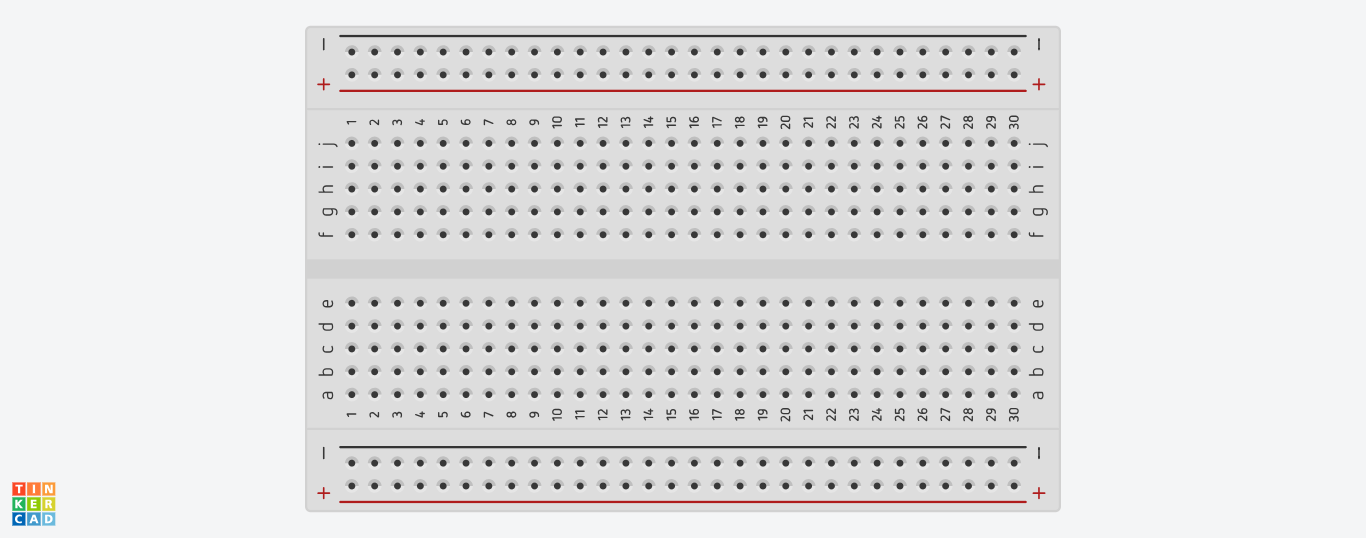 − −
+ +
1 2 3 4 5 6 7 8 9 10 11 12 13 14 15 16 17 18 19 20 21 22 23 24 25 26 27 28 29 30
j j
i i
h h
g g
f f
e e
d d
c c
b b
a a
1 2 3 4 5 6 7 8 9 10 11 12 13 14 15 16 17 18 19 20 21 22 23 24 25 26 27 28 29 30
− −
+ +
TIN
KER
CAD